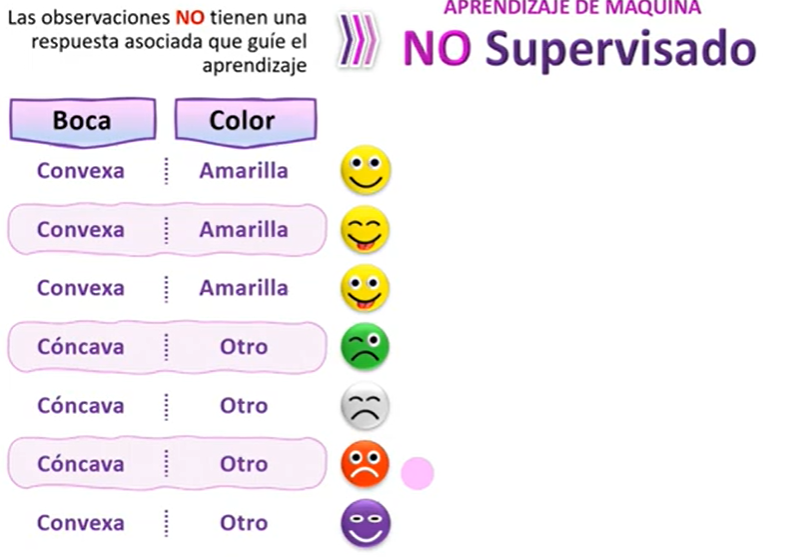 Las observaciones NO tienen una
respuesta asociada que guíe el
aprendizaje
APRENDIZAJE DE MAQUINA
NO Supervisado
Boca Color
Convexa Amarilla
Convexa Amarilla
Convexa Amarilla
Cóncava Otro
Cóncava Otro
Cóncava Otro
Convexa Otro